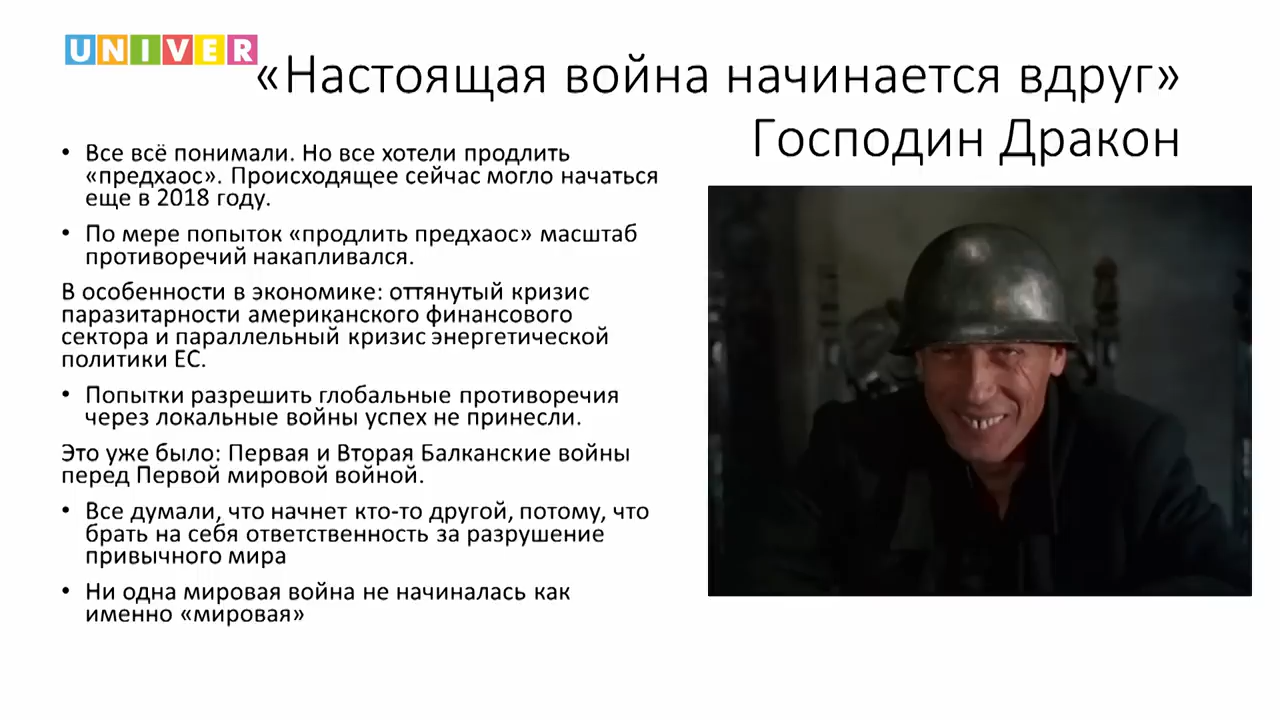 UNIVER
«Настоящая война начинается вдруг»
Господин Дракон
• Все всё понимали. Но все хотели продлить
«предхаос». Происходящее сейчас могло начаться
еще в 2018 году.
• По мере попыток «продлить предхаос» масштаб
противоречий накапливался.
В особенности в экономике: оттянутый кризис
паразитарности американского финансового
сектора и параллельный кризис энергетической
политики ЕС.
• Попытки разрешить глобальные противоречия
через локальные войны успех не принесли.
Это уже было: Первая и Вторая Балканские войны
перед Первой мировой войной.
• Все думали, что начнет кто-то другой, потому, что
брать на себя ответственность за разрушение
привычного мира
• Ни одна мировая война не начиналась как
именно «мировая»